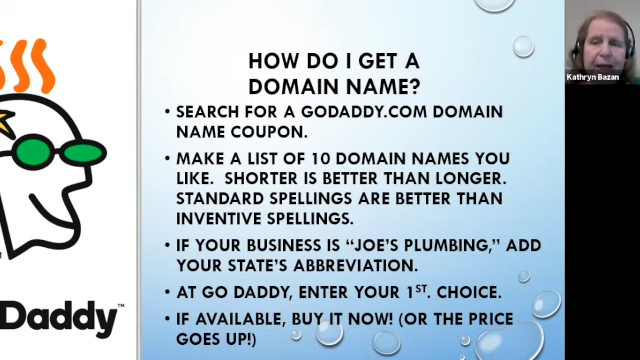 HOW DO I GET A
DOMAIN NAME?
• SEARCH FOR A GODADDY.COM DOMAIN
NAME COUPON.
• MAKE A LIST OF 10 DOMAIN NAMES YOU
LIKE. SHORTER IS BETTER THAN LONGER.
STANDARD SPELLINGS ARE BETTER THAN
INVENTIVE SPELLINGS.
• IF YOUR BUSINESS IS “JOE’S PLUMBING,” ADD
YOUR STATE’S ABBREVIATION.
• AT GO DADDY, ENTER YOUR 1ST. CHOICE.
• IF AVAILABLE, BUY IT NOW! (OR THE PRICE
GOES UP!)
Daddy™
Kathryn Bazan